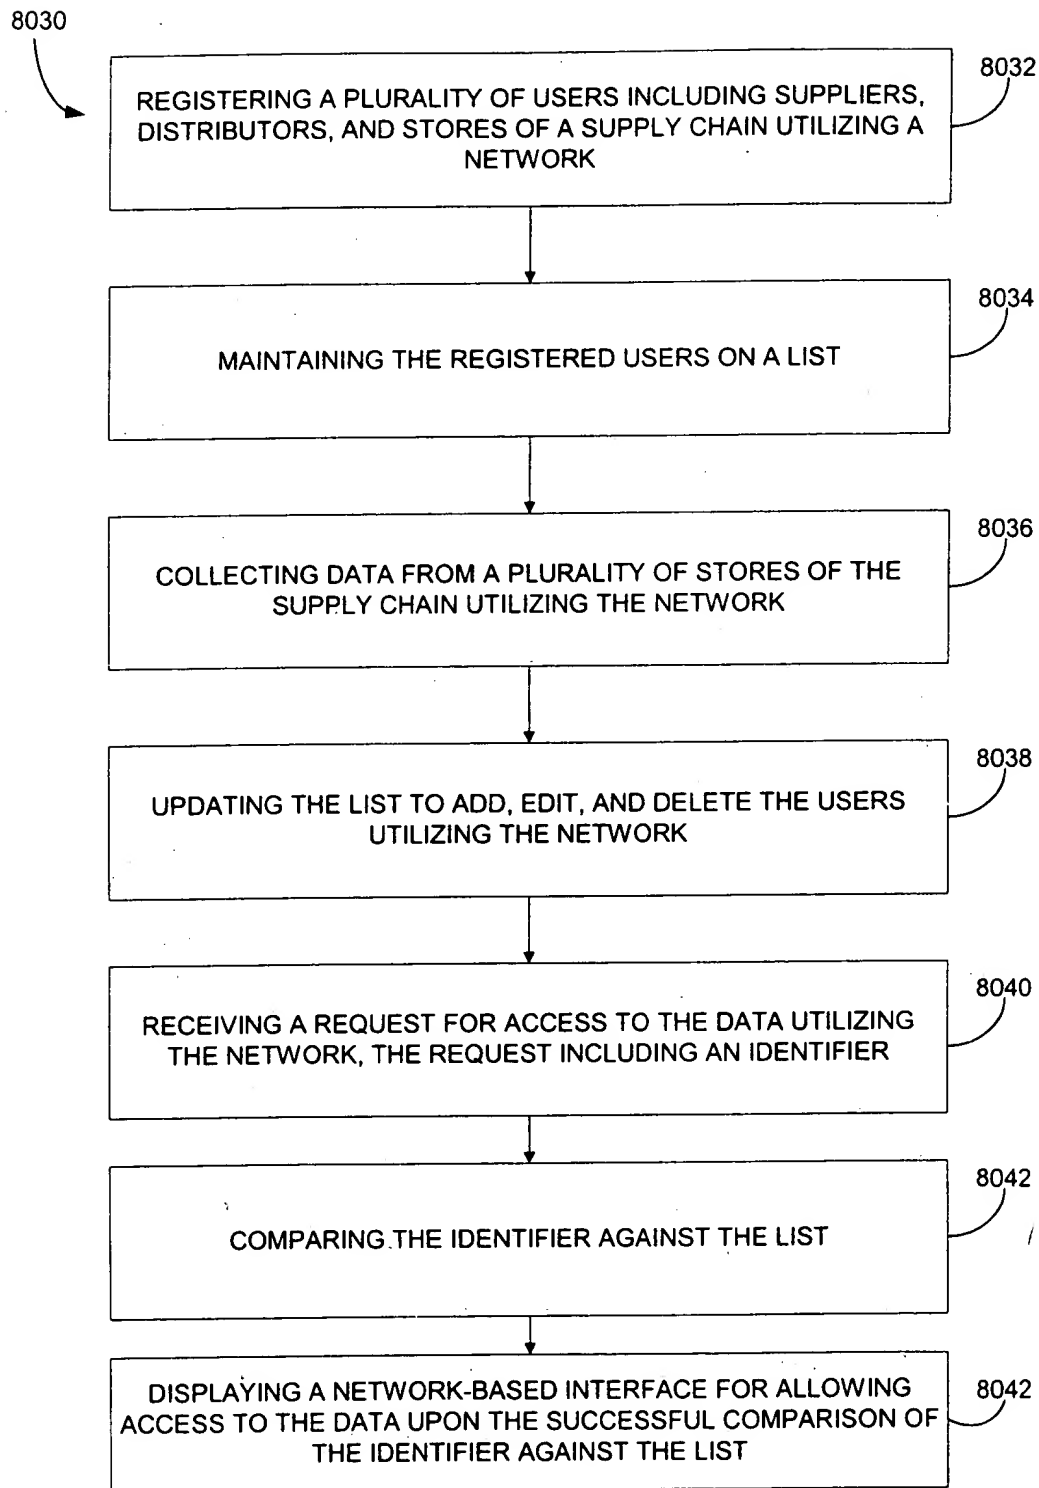 8030
8032
REGISTERING A PLURALITY OF USERS INCLUDING SUPPLIERS,
DISTRIBUTORS, AND STORES OF A SUPPLY CHAIN UTILIZING A
NETWORK
8034
MAINTAINING THE REGISTERED USERS ON A LIST
8036
COLLECTING DATA FROM A PLURALITY OF STORES OF THE
SUPPLY CHAIN UTILIZING THE NETWORK
8038
UPDATING THE LIST TO ADD, EDIT, AND DELETE THE USERS
UTILIZING THE NETWORK
8040
RECEIVING A REQUEST FOR ACCESS TO THE DATA UTILIZING
THE NETWORK, THE REQUEST INCLUDING AN IDENTIFIER
8042
COMPARING THE IDENTIFIER AGAINST THE LIST
8042
DISPLAYING A NETWORK-BASED INTERFACE FOR ALLOWING
ACCESS TO THE DATA UPON THE SUCCESSFUL COMPARISON OF
THE IDENTIFIER AGAINST THE LIST